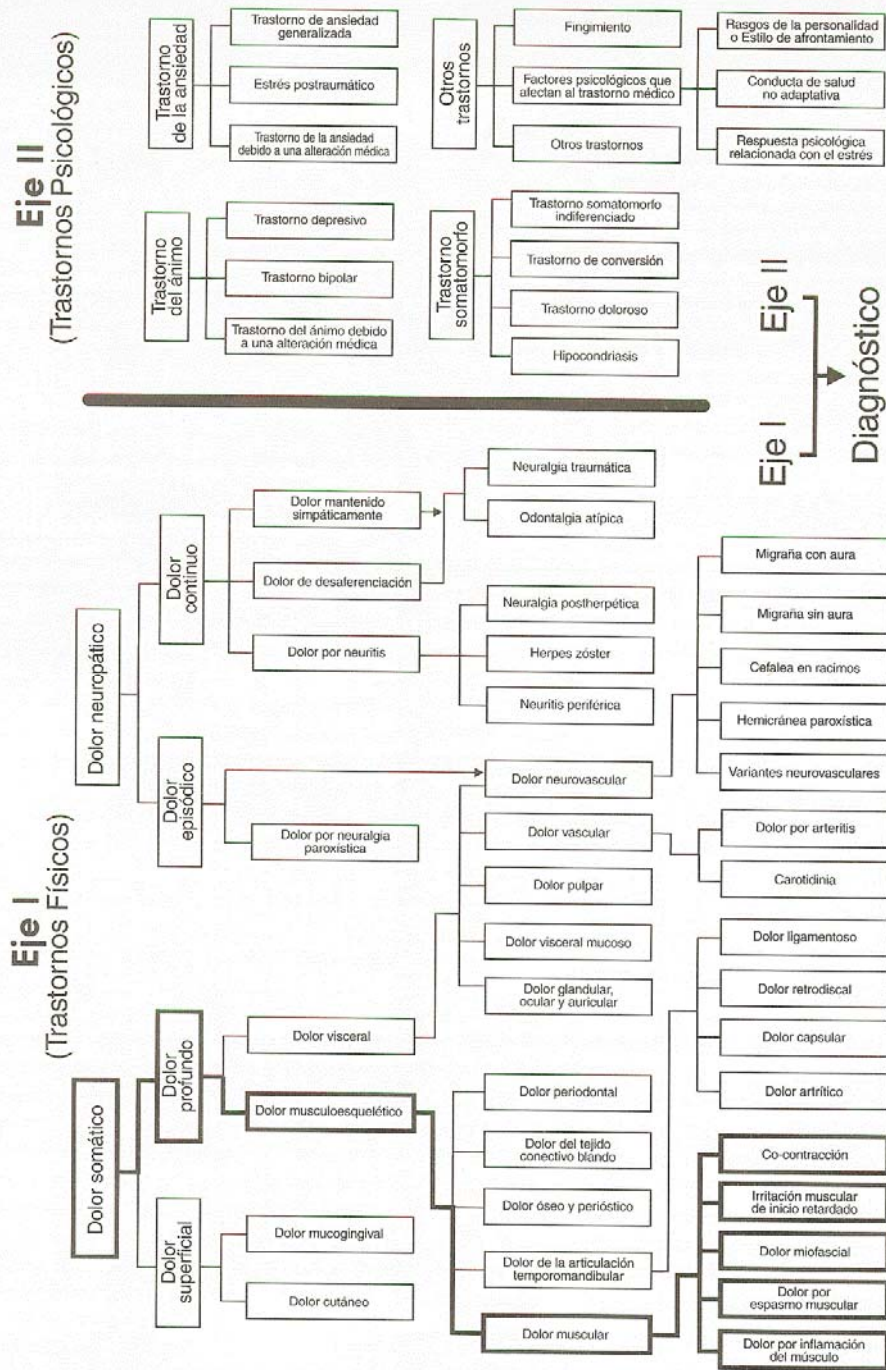 Eje I
(Trastornos Físicos)
Dolor somático
Dolor
superficial
Dolor cutáneo
Dolor mucogingival
Dolor
profundo
Dolor musculoesquelético
Dolor visceral
Dolor muscular
Dolor de la articulación
temporomandibular
Dolor óseo y perióstico
Dolor del tejido
conectivo blando
Dolor periodontal
Dolor por inflamación
del músculo
Dolor por
espasmo muscular
Dolor miofascial
Irritación muscular
de inicio retardado
Co-contracción
Dolor artrítico
Dolor capsular
Dolor retrodiscal
Dolor ligamentoso
Dolor glandular,
ocular y auricular
Dolor visceral mucoso
Dolor pulpar
Dolor vascular
Dolor neurovascular
Carotidinia
Dolor por arteritis
Variantes neurovasculares
Hemicránea paroxística
Cefalea en racimos
Migraña sin aura
Migraña con aura
Dolor neuropático
Dolor
episódico
Dolor por neuralgia
paroxística
Dolor
continuo
Dolor por neuritis
Dolor de desaferenciación
Dolor mantenido
simpáticamente
Neuritis periférica
Herpes zóster
Neuralgia postherpética
Odontalgia atípica
Neuralgia traumática
Eje II
(Trastornos Psicológicos)
Trastorno
del ánimo
Trastorno del ánimo debido
a una alteración médica
Trastorno bipolar
Trastorno depresivo
Trastorno
de la ansiedad
Trastorno de la ansiedad
debido a una alteración médica
Estrés postraumático
Trastorno de ansiedad
generalizada
Trastorno
somatomorfo
Hipocondriasis
Trastorno doloroso
Trastorno de conversión
Trastorno somatomorfo
indiferenciado
Otros
trastornos
Otros trastornos
Factores psicológicos que
afectan al trastorno médico
Fingimiento
Respuesta psicológica
relacionada con el estrés
Conducta de salud
no adaptativa
Rasgos de la personalidad
o Estilo de afrontamiento
Eje I
Eje II
Diagnóstico